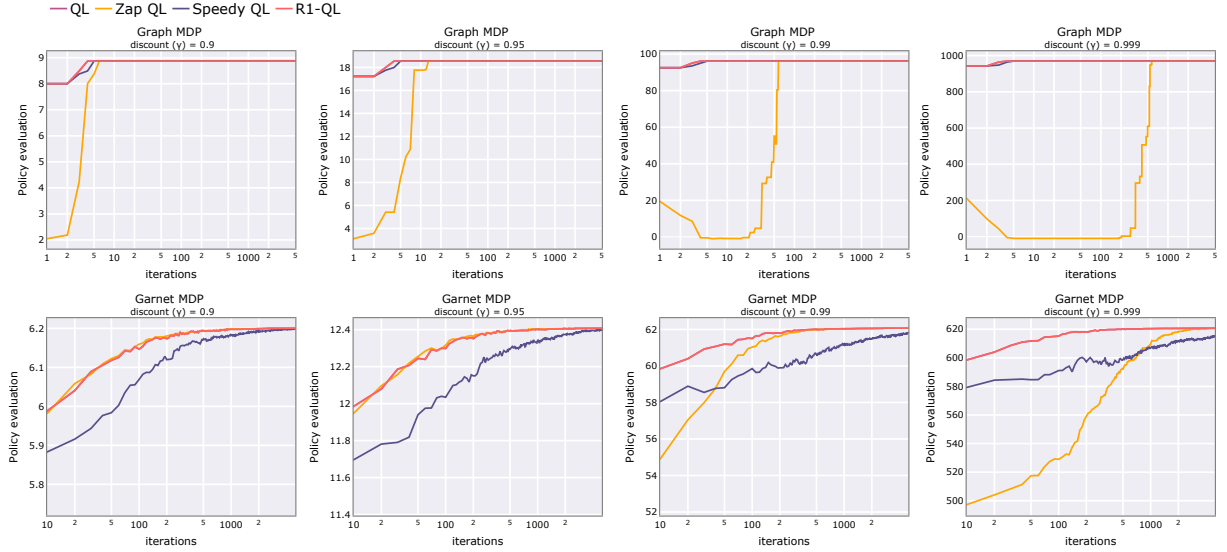 QL Zap QL Speedy QL R1-QL
Graph MDP
discount (γ) = 0.9
Policy evaluation
9
8
7
6
5
4
3
2
1 2 5 10 2 5 100 2 5 1000 2 5
iterations
Graph MDP
discount (γ) = 0.95
Policy evaluation
18
16
14
12
10
8
6
4
1 2 5 10 2 5 100 2 5 1000 2 5
iterations
Graph MDP
discount (γ) = 0.99
Policy evaluation
100
80
60
40
20
0
1 2 5 10 2 5 100 2 5 1000 2 5
iterations
Graph MDP
discount (γ) = 0.999
Policy evaluation
1000
800
600
400
200
0
1 2 5 10 2 5 100 2 5 1000 2 5
iterations
Garnet MDP
discount (γ) = 0.9
Policy evaluation
6.2
6.1
6
5.9
5.8
10 2 5 100 2 5 1000 2
iterations
Garnet MDP
discount (γ) = 0.95
Policy evaluation
12.4
12.2
12
11.8
11.6
11.4
10 2 5 100 2 5 1000 2
iterations
Garnet MDP
discount (γ) = 0.99
Policy evaluation
62
60
58
56
54
52
10 2 5 100 2 5 1000 2
iterations
Garnet MDP
discount (γ) = 0.999
Policy evaluation
620
600
580
560
540
520
500
10 2 5 100 2 5 1000 2
iterations